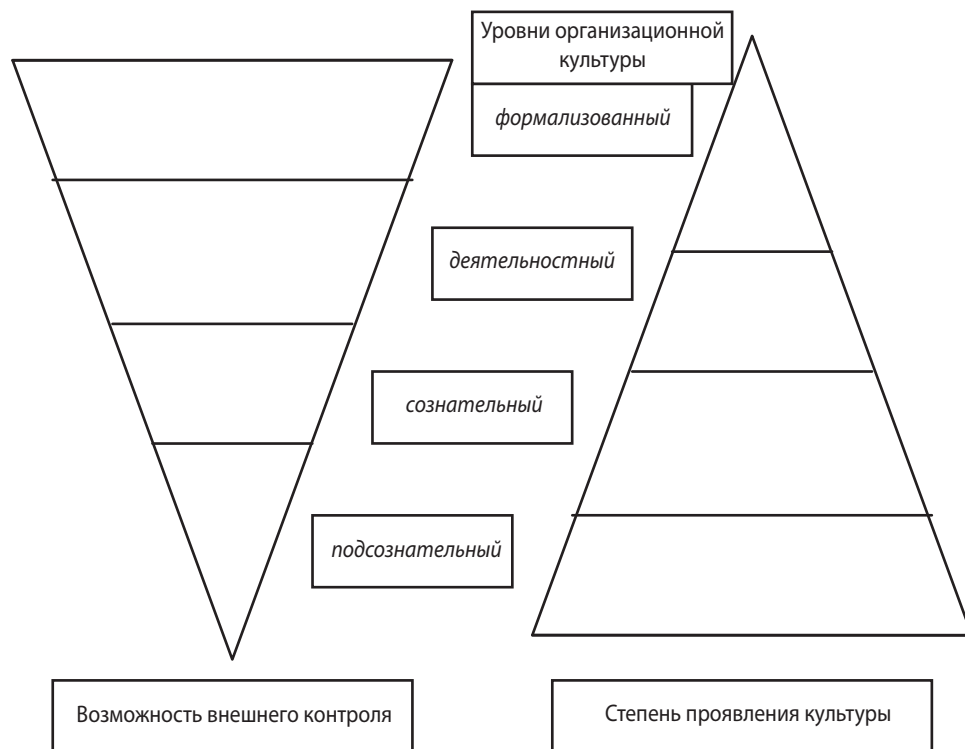 Уровни организационной
культуры
формализованный
деятельностный
сознательный
подсознательный
Возможность внешнего контроля
Степень проявления культуры